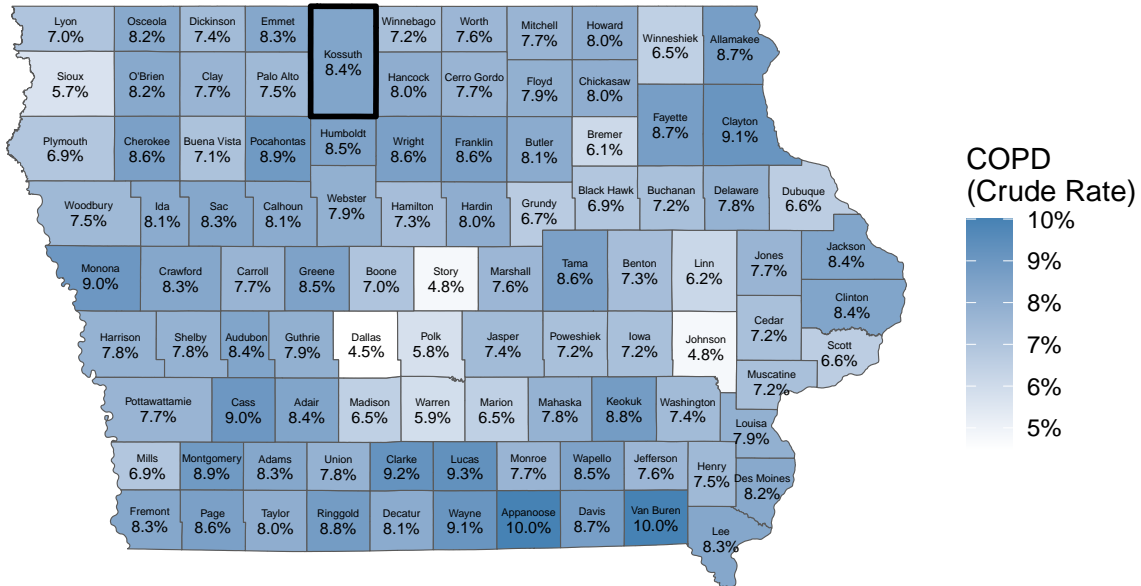 Lyon
7.0%
Osceola
8.2%
Dickinson
7.4%
Emmet
8.3%
Kossuth
8.4%
Winnebago
7.2%
Worth
7.6%
Mitchell
7.7%
Howard
8.0%
Winneshiek
6.5%
Allamakee
8.7%
Sioux
5.7%
O'Brien
8.2%
Clay
7.7%
Palo Alto
7.5%
Hancock
8.0%
Cerro Gordo
7.7%
Floyd
7.9%
Chickasaw
8.0%
Fayette
8.7%
Clayton
9.1%
Plymouth
6.9%
Cherokee
8.6%
Buena Vista
7.1%
Pocahontas
8.9%
Humboldt
8.5%
Wright
8.6%
Franklin
8.6%
Butler
8.1%
Bremer
6.1%
Woodbury
7.5%
Ida
8.1%
Sac
8.3%
Calhoun
8.1%
Webster
7.9%
Hamilton
7.3%
Hardin
8.0%
Grundy
6.7%
Black Hawk
6.9%
Buchanan
7.2%
Delaware
7.8%
Dubuque
6.6%
Monona
9.0%
Crawford
8.3%
Carroll
7.7%
Greene
8.5%
Boone
7.0%
Story
4.8%
Marshall
7.6%
Tama
8.6%
Benton
7.3%
Linn
6.2%
Jones
7.7%
Jackson
8.4%
Clinton
8.4%
Harrison
7.8%
Shelby
7.8%
Audubon
8.4%
Guthrie
7.9%
Dallas
4.5%
Polk
5.8%
Jasper
7.4%
Poweshiek
7.2%
Iowa
7.2%
Johnson
4.8%
Cedar
7.2%
Scott
6.6%
Muscatine
7.2%
Pottawattamie
7.7%
Cass
9.0%
Adair
8.4%
Madison
6.5%
Warren
5.9%
Marion
6.5%
Mahaska
7.8%
Keokuk
8.8%
Washington
7.4%
Louisa
7.9%
Mills
6.9%
Montgomery
8.9%
Adams
8.3%
Union
7.8%
Clarke
9.2%
Lucas
9.3%
Monroe
7.7%
Wapello
8.5%
Jefferson
7.6%
Henry
7.5%
Des Moines
8.2%
Fremont
8.3%
Page
8.6%
Taylor
8.0%
Ringgold
8.8%
Decatur
8.1%
Wayne
9.1%
Appanoose
10.0%
Davis
8.7%
Van Buren
10.0%
Lee
8.3%
COPD
(Crude Rate)
10%
9%
8%
7%
6%
5%